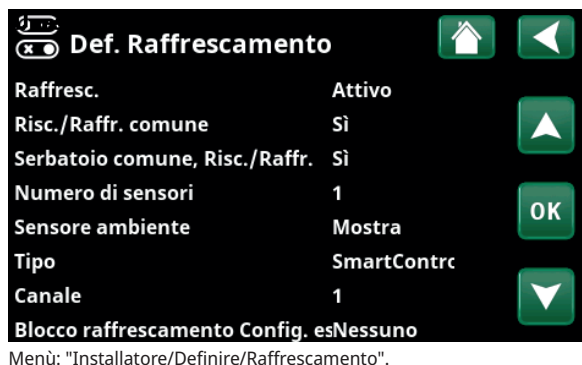 Def. Raffrescamento
Raffresc. Attivo
Risc./Raffr. comune Sì
Serbatoio comune, Risc./Raffr. Sì
Numero di sensori 1
Sensore ambiente Mostra
OK
Tipo SmartContrc
Canale 1
Blocco raffrescamento Config. esNessuno
Menù: "Installatore/Definire/Raffrescamento".